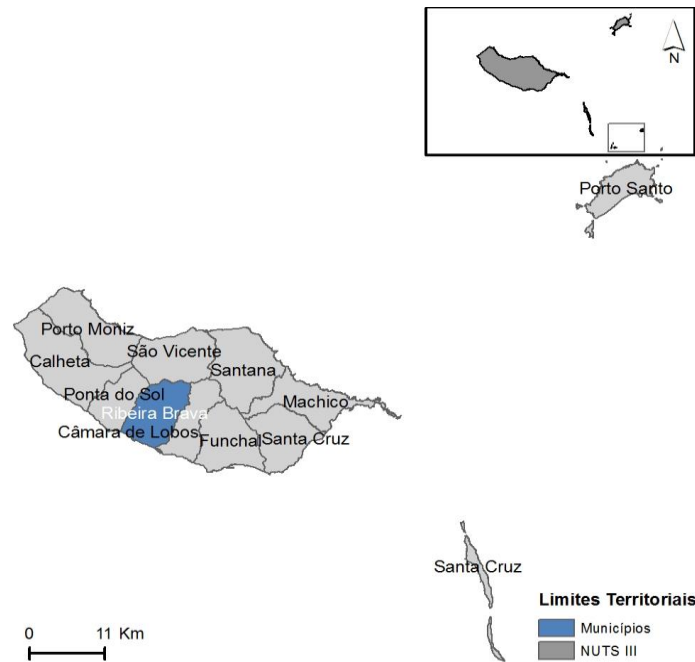 N
Porto Santo
Porto Moniz
São Vicente
Calheta
Santana
Ponta do Sol
Machico
Ribeira Brava
Câmara de Lobos
Funchal
Santa Cruz
Santa Cruz
Limites Territoriais
0 11 Km
Municípios
NUTS III